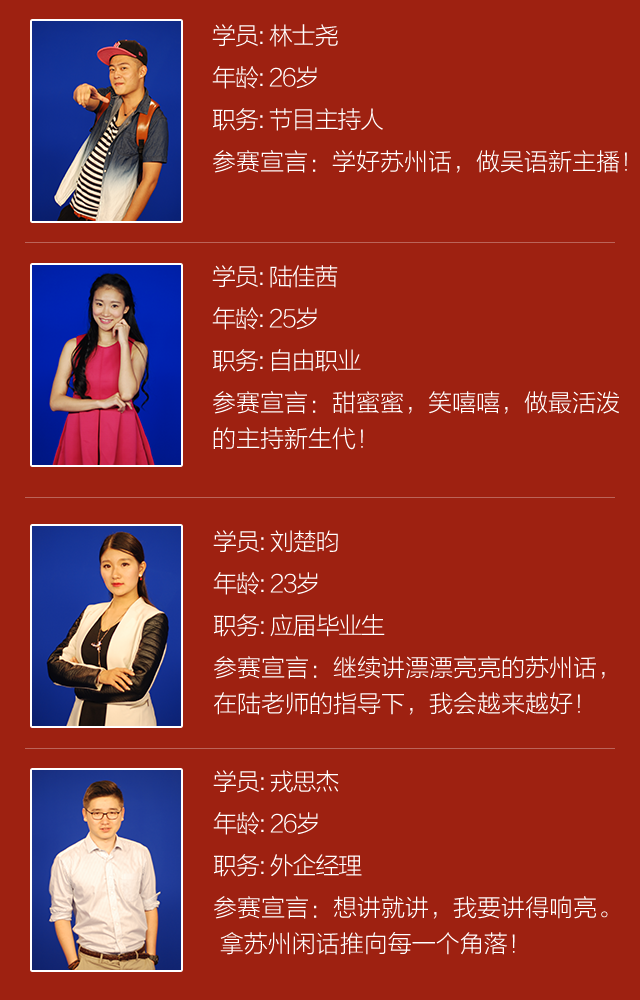 学员: 林士尧
年龄: 26岁
职务: 节目主持人
参赛宣言：学好苏州话，做吴语新主播！
学员: 陆佳茜
年龄: 25岁
职务: 自由职业
参赛宣言：甜蜜蜜，笑嘻嘻，做最活泼
的主持新生代！
学员: 刘楚昀
年龄: 23岁
职务: 应届毕业生
参赛宣言：继续讲漂漂亮亮的苏州话，
在陆老师的指导下，我会越来越好！
学员: 戎思杰
年龄: 26岁
职务: 外企经理
参赛宣言：想讲就讲，我要讲得响亮。
拿苏州闲话推向每一个角落！